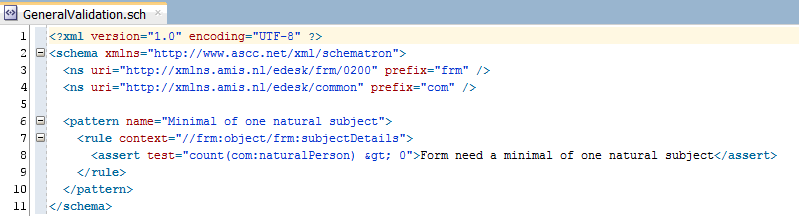 GeneralValidation.sch
1 <?xml version="1.0" encoding="UTF-8" ?>
2 <schema xmlns="http://www.ascc.net/xml/schematron">
3 <ns uri="http://xmlns.amis.nl/edesk/frm/0200" prefix="frm" />
4 <ns uri="http://xmlns.amis.nl/edesk/common" prefix="com" />
5
6 <pattern name="Minimal of one natural subject">
7 <rule context="//frm:object/frm:subjectDetails">
8 <assert test="count(com:naturalPerson) &gt; 0">Form need a minimal of one natural subject</assert>
9 </rule>
10 </pattern>
11 </schema>